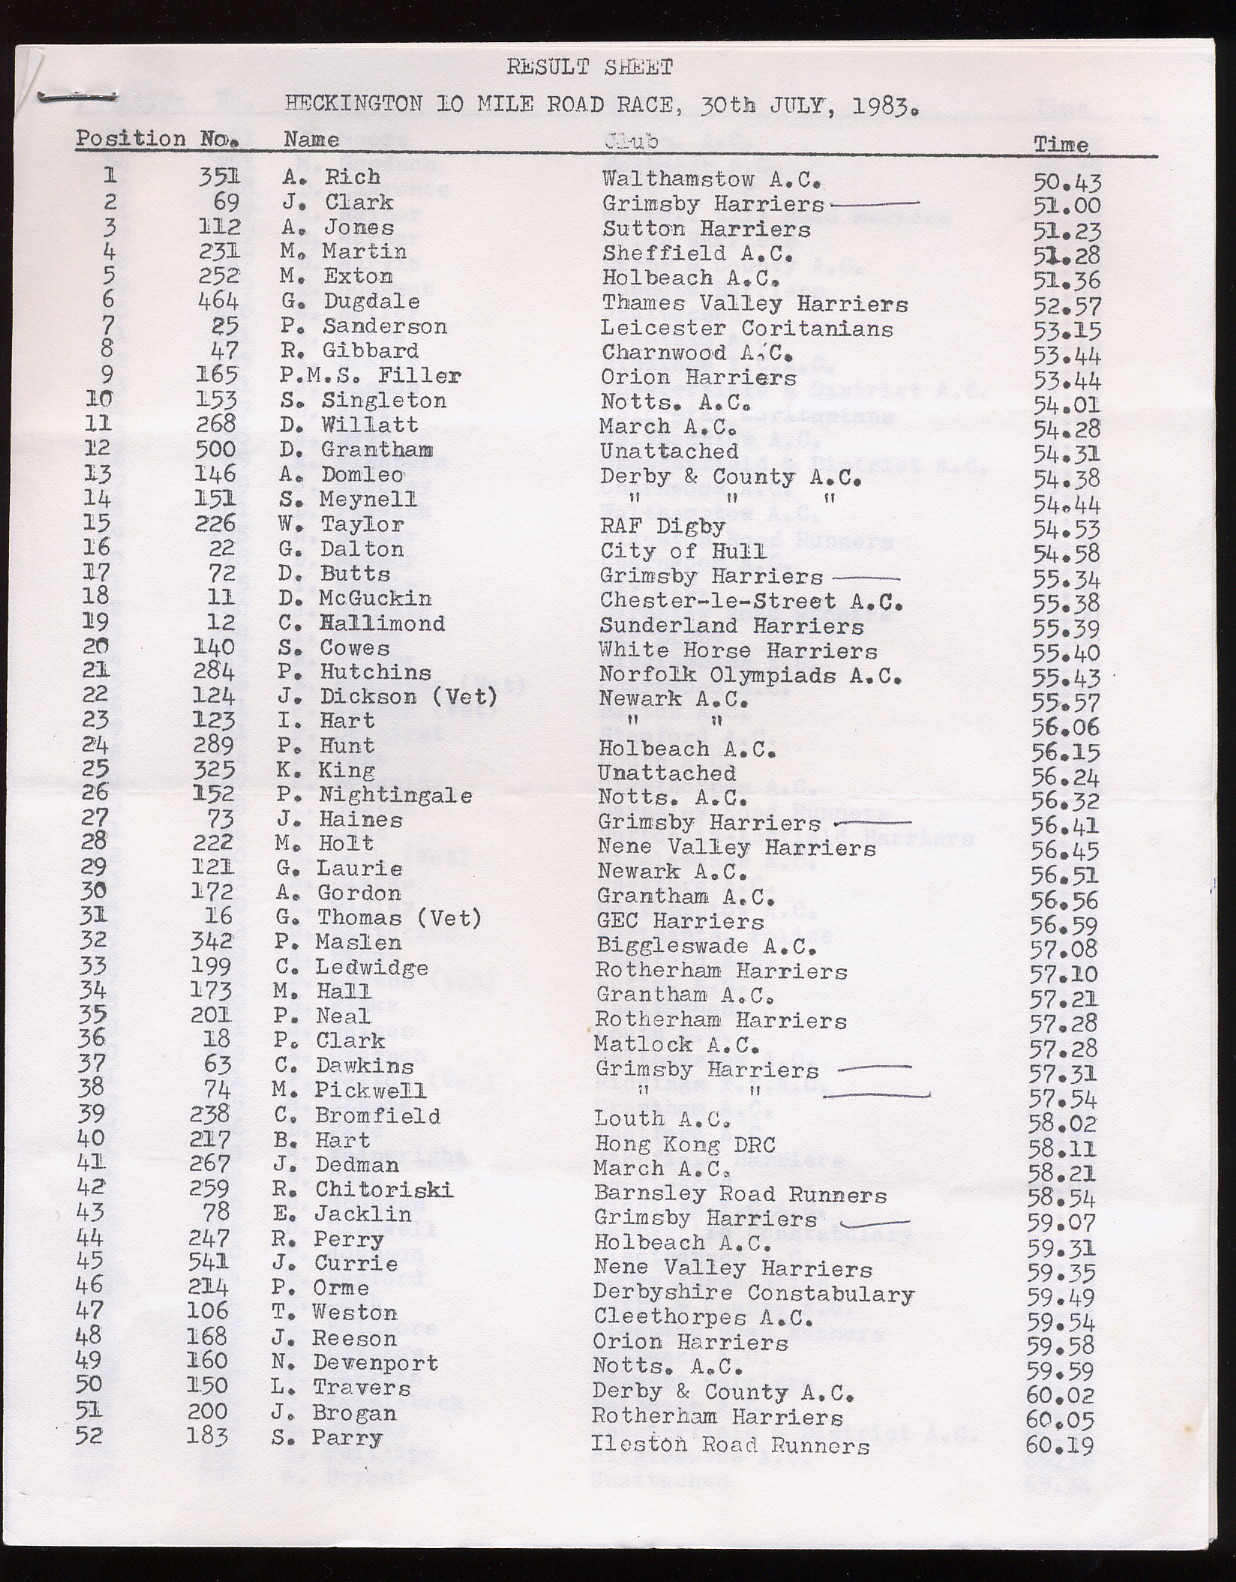 RESULT SHEET
HECKINGTON 10 MILE ROAD RACE, 30th JULY, 1983.
Position No. Name Club Time
1 351 A. Rich Walthamstow A.C. 50.43
2 69 J. Clark Grimsby Harriers 51.00
3 112 A. Jones Sutton Harriers 51.23
4 231 M. Martin Sheffield A.C. 51.28
5 252 M. Exton Holbeach A.C. 51.36
6 464 G. Dugdale Thames Valley Harriers 52.57
7 25 P. Sanderson Leicester Coritanians 53.15
8 47 R. Gibbard Charnwood A.C. 53.44
9 165 P.M.S. Filler Orion Harriers 53.44
10 153 S. Singleton Notts. A.C. 54.01
11 268 D. Willatt March A.C. 54.28
12 500 D. Grantham Unattached 54.31
13 146 A. Domleo Derby & County A.C. 54.38
14 151 S. Meynell " " " 54.44
15 226 W. Taylor RAF Digby 54.53
16 22 G. Dalton City of Hull 54.58
17 72 D. Butts Grimsby Harriers 55.34
18 11 D. McGuckin Chester-le-Street A.C. 55.38
19 12 C. Hallimond Sunderland Harriers 55.39
20 140 S. Cowes White Horse Harriers 55.40
21 284 P. Hutchins Norfolk Olympiads A.C. 55.43
22 124 J. Dickson (Vet) Newark A.C. 55.57
23 123 I. Hart " " 56.06
24 289 P. Hunt Holbeach A.C. 56.15
25 325 K. King Unattached 56.24
26 152 P. Nightingale Notts. A.C. 56.32
27 73 J. Haines Grimsby Harriers 56.41
28 222 M. Holt Nene Valley Harriers 56.45
29 121 G. Laurie Newark A.C. 56.51
30 172 A. Gordon Grantham A.C. 56.56
31 16 G. Thomas (Vet) GEC Harriers 56.59
32 342 P. Maslen Biggleswade A.C. 57.08
33 199 C. Ledwidge Rotherham Harriers 57.10
34 173 M. Hall Grantham A.C. 57.21
35 201 P. Neal Rotherham Harriers 57.28
36 18 P. Clark Matlock A.C. 57.28
37 63 C. Dawkins Grimsby Harriers 57.31
38 74 M. Pickwell " " 57.54
39 238 C. Bromfield Louth A.C. 58.02
40 217 B. Hart Hong Kong DRC 58.11
41 267 J. Dedman March A.C. 58.21
42 259 R. Chitoriski Barnsley Road Runners 58.54
43 78 E. Jacklin Grimsby Harriers 59.07
44 247 R. Perry Holbeach A.C. 59.31
45 541 J. Currie Nene Valley Harriers 59.35
46 214 P. Orme Derbyshire Constabulary 59.49
47 106 T. Weston Cleethorpes A.C. 59.54
48 168 J. Reeson Orion Harriers 59.58
49 160 N. Devenport Notts. A.C. 59.59
50 150 L. Travers Derby & County A.C. 60.02
51 200 J. Brogan Rotherham Harriers 60.05
52 183 S. Parry Ileston Road Runners 60.19